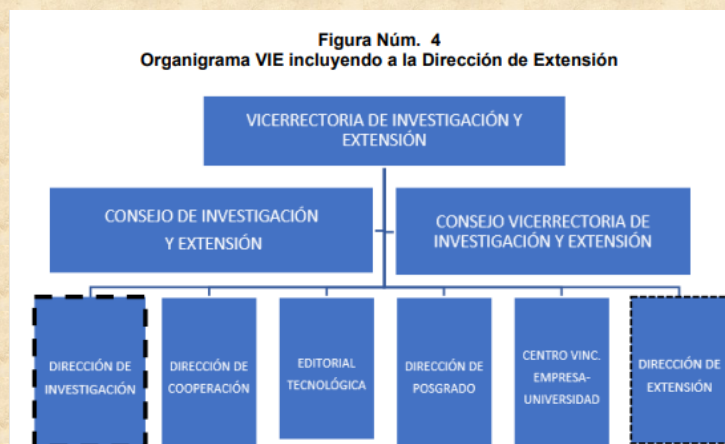 Figura Núm. 4
Organigrama VIE incluyendo a la Dirección de Extensión
VICERRECTORIA DE INVESTIGACIÓN Y
EXTENSIÓN
CONSEJO DE INVESTIGACIÓN
Y EXTENSIÓN
CONSEJO VICERRECTORIA DE
INVESTIGACIÓN Y EXTENSIÓN
DIRECCIÓN DE
INVESTIGACIÓN
DIRECCIÓN DE
COOPERACIÓN
EDITORIAL
TECNOLÓGICA
DIRECCIÓN DE
POSGRADO
CENTRO VINC.
EMPRESA-
UNIVERSIDAD
DIRECCIÓN DE
EXTENSIÓN